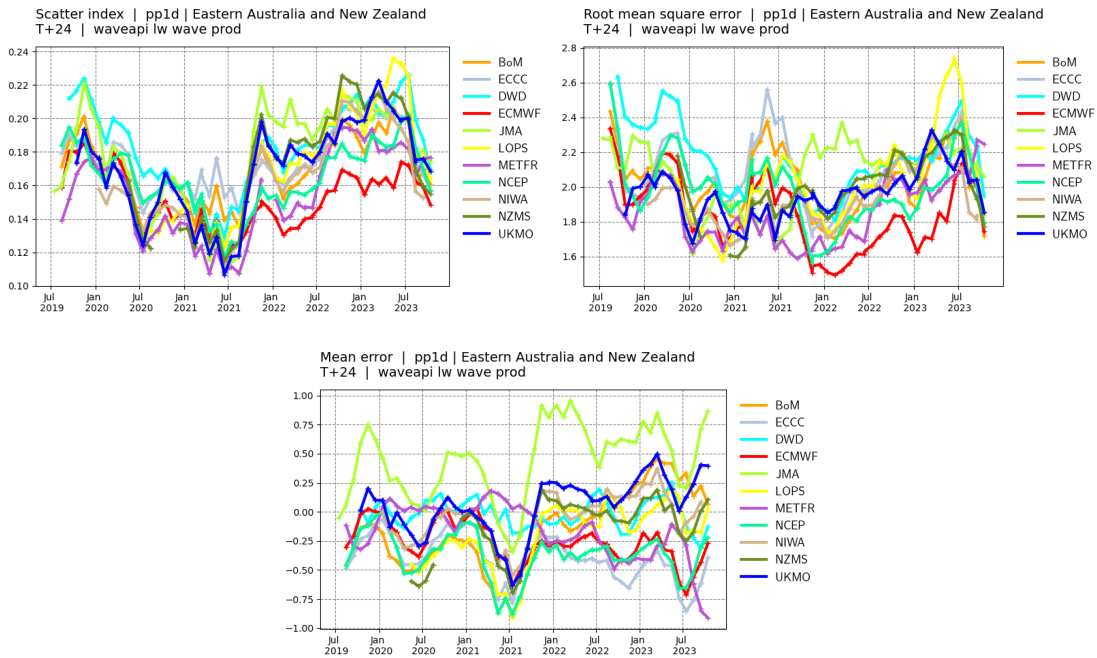 Scatter index | pp1d | Eastern Australia and New Zealand
T+24 | waveapi lw wave prod
0.24
0.22
0.20
0.18
0.16
0.14
0.12
0.10
Jul 2019
Jan 2020
Jul 2020
Jan 2021
Jul 2021
Jan 2022
Jul 2022
Jan 2023
Jul 2023
BoM
ECCC
DWD
ECMWF
JMA
LOPS
METFR
NCEP
NIWA
NZMS
UKMO
Root mean square error | pp1d | Eastern Australia and New Zealand
T+24 | waveapi lw wave prod
2.8
2.6
2.4
2.2
2.0
1.8
1.6
Jul 2019
Jan 2020
Jul 2020
Jan 2021
Jul 2021
Jan 2022
Jul 2022
Jan 2023
Jul 2023
BoM
ECCC
DWD
ECMWF
JMA
LOPS
METFR
NCEP
NIWA
NZMS
UKMO
Mean error | pp1d | Eastern Australia and New Zealand
T+24 | waveapi lw wave prod
1.00
0.75
0.50
0.25
0.00
−0.25
−0.50
−0.75
−1.00
Jul 2019
Jan 2020
Jul 2020
Jan 2021
Jul 2021
Jan 2022
Jul 2022
Jan 2023
Jul 2023
BoM
ECCC
DWD
ECMWF
JMA
LOPS
METFR
NCEP
NIWA
NZMS
UKMO